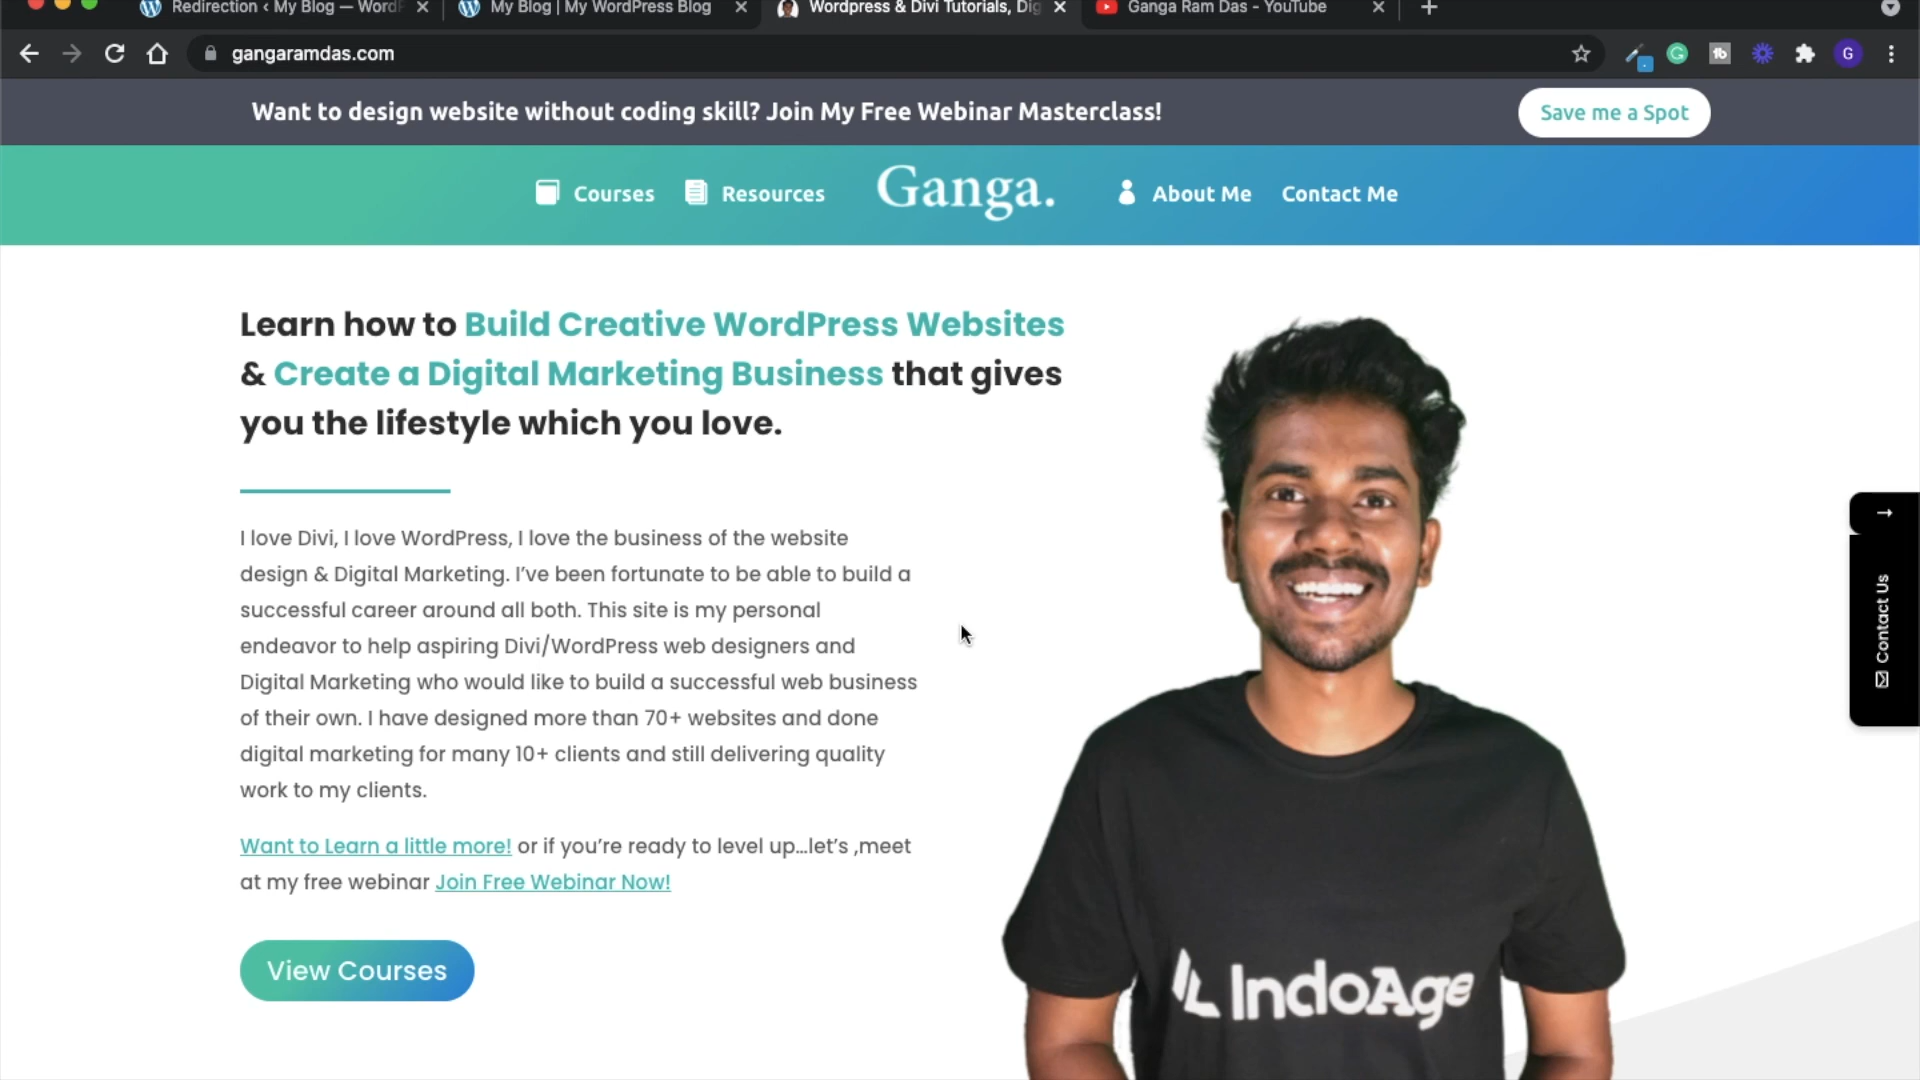 Redirection ‹ My Blog — WordP
My Blog | My WordPress Blog
Wordpress & Divi Tutorials, Dig
Ganga Ram Das - YouTube
gangaramdas.com
G
Want to design website without coding skill? Join My Free Webinar Masterclass!
Save me a Spot
Courses
Resources
Ganga.
About Me
Contact Me
Learn how to Build Creative WordPress Websites
& Create a Digital Marketing Business that gives
you the lifestyle which you love.
I love Divi, I love WordPress, I love the business of the website
design & Digital Marketing. I’ve been fortunate to be able to build a
successful career around all both. This site is my personal
endeavor to help aspiring Divi/WordPress web designers and
Digital Marketing who would like to build a successful web business
of their own. I have designed more than 70+ websites and done
digital marketing for many 10+ clients and still delivering quality
work to my clients.
Want to Learn a little more! or if you’re ready to level up…let’s ,meet
at my free webinar Join Free Webinar Now!
View Courses
Contact Us
IndoAge